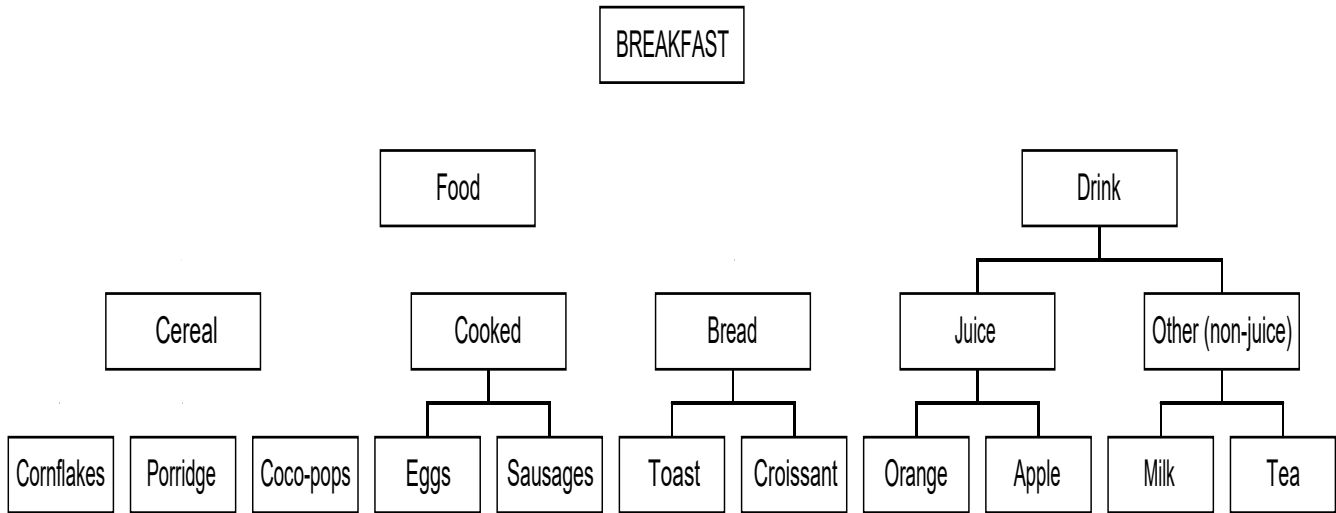 BREAKFAST
Food
Drink
Cereal
Cooked
Bread
Juice
Other (non-juice)
Cornflakes
Porridge
Coco-pops
Eggs
Sausages
Toast
Croissant
Orange
Apple
Milk
Tea